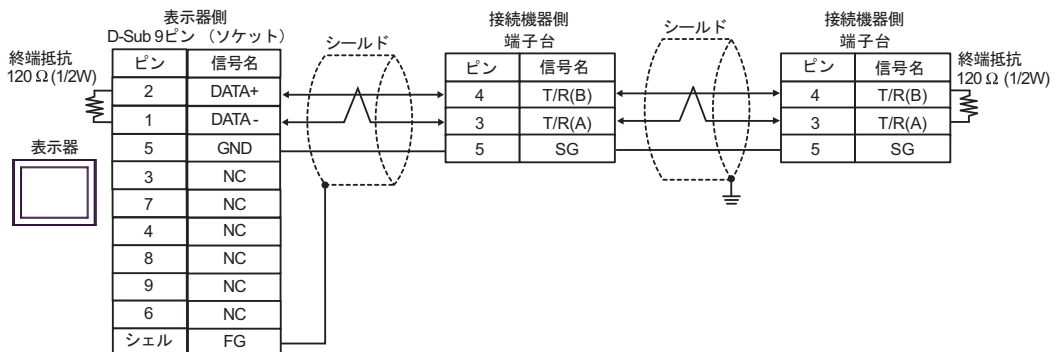 表示器側
D-Sub 9ピン （ソケット）
終端抵抗
120 Ω (1/2W)
ピン 信号名
2 DATA+
1 DATA-
5 GND
3 NC
7 NC
4 NC
8 NC
9 NC
6 NC
シェル FG
表示器
シールド
接続機器側
端子台
ピン 信号名
4 T/R(B)
3 T/R(A)
5 SG
シールド
接続機器側
端子台
ピン 信号名
4 T/R(B)
3 T/R(A)
5 SG
終端抵抗
120 Ω (1/2W)